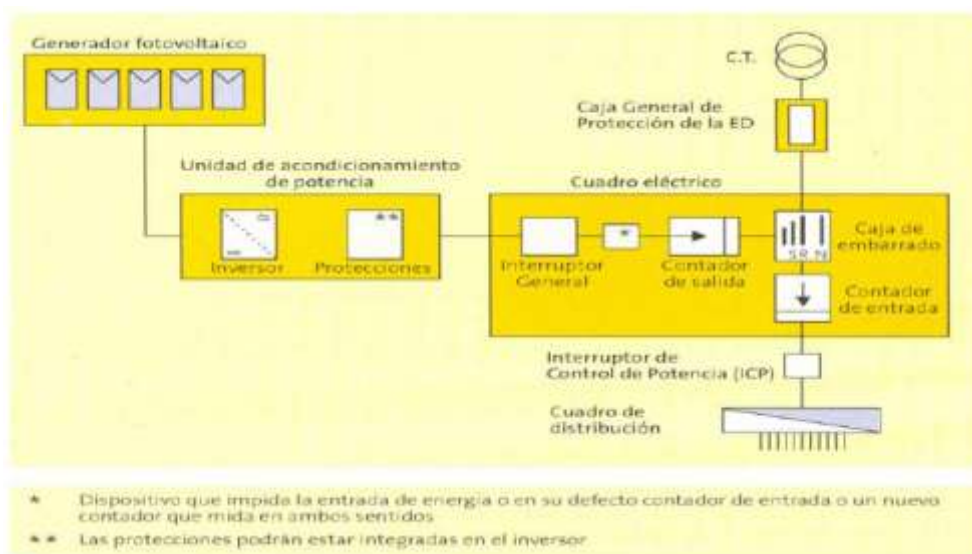 Generador fotovoltaico
C.T.
Caja General de
Protección de la ED
Unidad de acondicionamiento
de potencia
Cuadro eléctrico
**
*
Inversor
Protecciones
Interruptor
General
Contador
de salida
S R N
Caja de
embarrado
Contador
de entrada
Interruptor de
Control de Potencia (ICP)
Cuadro de
distribución
* Dispositivo que impida la entrada de energía o en su defecto contador de entrada o un nuevo
contador que mida en ambos sentidos
** Las protecciones podrán estar integradas en el inversor